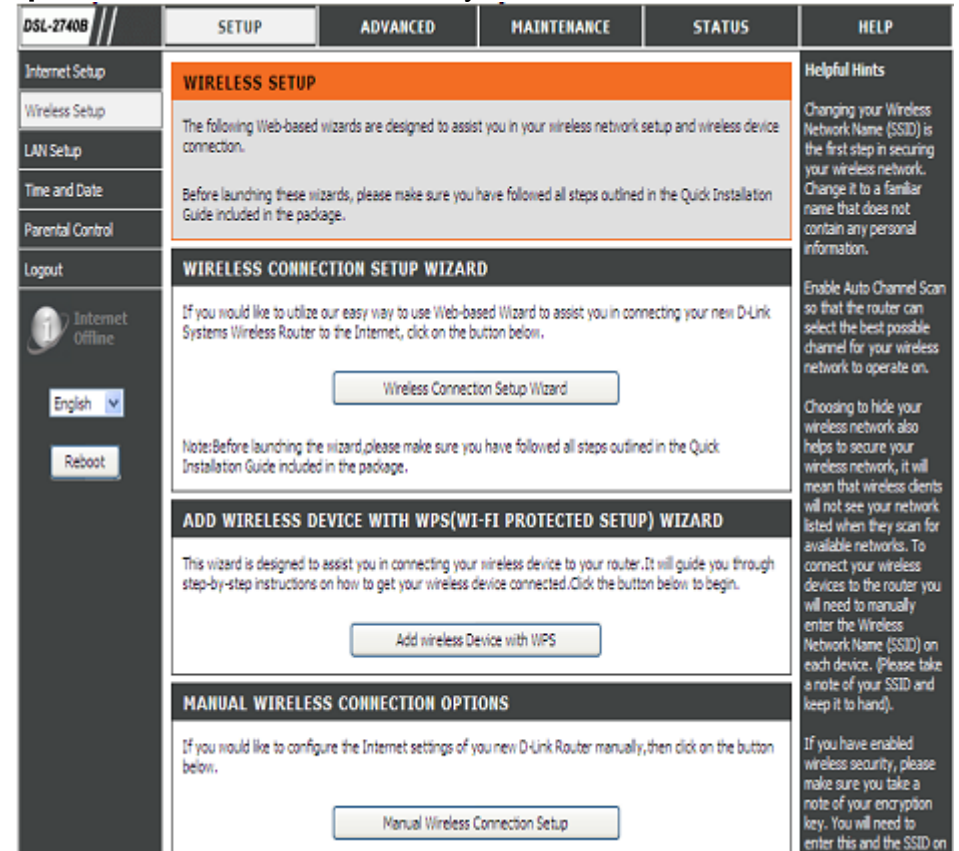 DSL-2740B
SETUP
ADVANCED
MAINTENANCE
STATUS
HELP
Internet Setup
Wireless Setup
LAN Setup
Time and Date
Parental Control
Logout
Internet
Offline
English
Reboot
WIRELESS SETUP
The following Web-based wizards are designed to assist you in your wireless network setup and wireless device
connection.
Before launching these wizards, please make sure you have followed all steps outlined in the Quick Installation
Guide included in the package.
WIRELESS CONNECTION SETUP WIZARD
If you would like to utilize our easy way to use Web-based Wizard to assist you in connecting your new D-Link
Systems Wireless Router to the Internet, click on the button below.
Wireless Connection Setup Wizard
Note:Before launching the wizard,please make sure you have followed all steps outlined in the Quick
Installation Guide included in the package.
ADD WIRELESS DEVICE WITH WPS(WI-FI PROTECTED SETUP) WIZARD
This wizard is designed to assist you in connecting your wireless device to your router.It will guide you through
step-by-step instructions on how to get your wireless device connected.Click the button below to begin.
Add wireless Device with WPS
MANUAL WIRELESS CONNECTION OPTIONS
If you would like to configure the Internet settings of you new D-Link Router manually,then click on the button
below.
Manual Wireless Connection Setup
Helpful Hints
Changing your Wireless
Network Name (SSID) is
the first step in securing
your wireless network.
Change it to a familiar
name that does not
contain any personal
information.
Enable Auto Channel Scan
so that the router can
select the best possible
channel for your wireless
network to operate on.
Choosing to hide your
wireless network also
helps to secure your
wireless network, it will
mean that wireless clients
will not see your network
listed when they scan for
available networks. To
connect your wireless
devices to the router you
will need to manually
enter the Wireless
Network Name (SSID) on
each device. (Please take
a note of your SSID and
keep it to hand).
If you have enabled
wireless security, please
make sure you take a
note of your encryption
key. You will need to
enter this and the SSID on